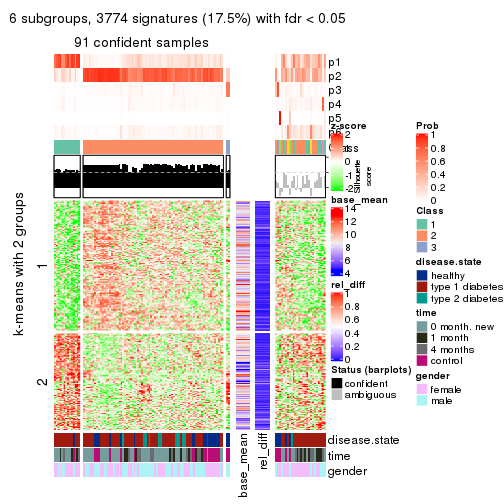 6 subgroups, 3774 signatures (17.5%) with fdr < 0.05
91 confident samples
p1
p2
p3
p4
p5
z-score
2
1
0
-1
-2
Silhouette
score
1
2
k-means with 2 groups
base_mean
14
12
10
8
6
4
rel_diff
1
0.8
0.6
0.4
0.2
0
Status (barplots)
confident
ambiguous
Prob
1
0.8
0.6
0.4
0.2
0
Class
1
2
3
disease.state
healthy
type 1 diabetes
type 2 diabetes
time
0 month, new
1 month
4 months
control
gender
female
male
disease.state
time
gender
base_mean
rel_diff